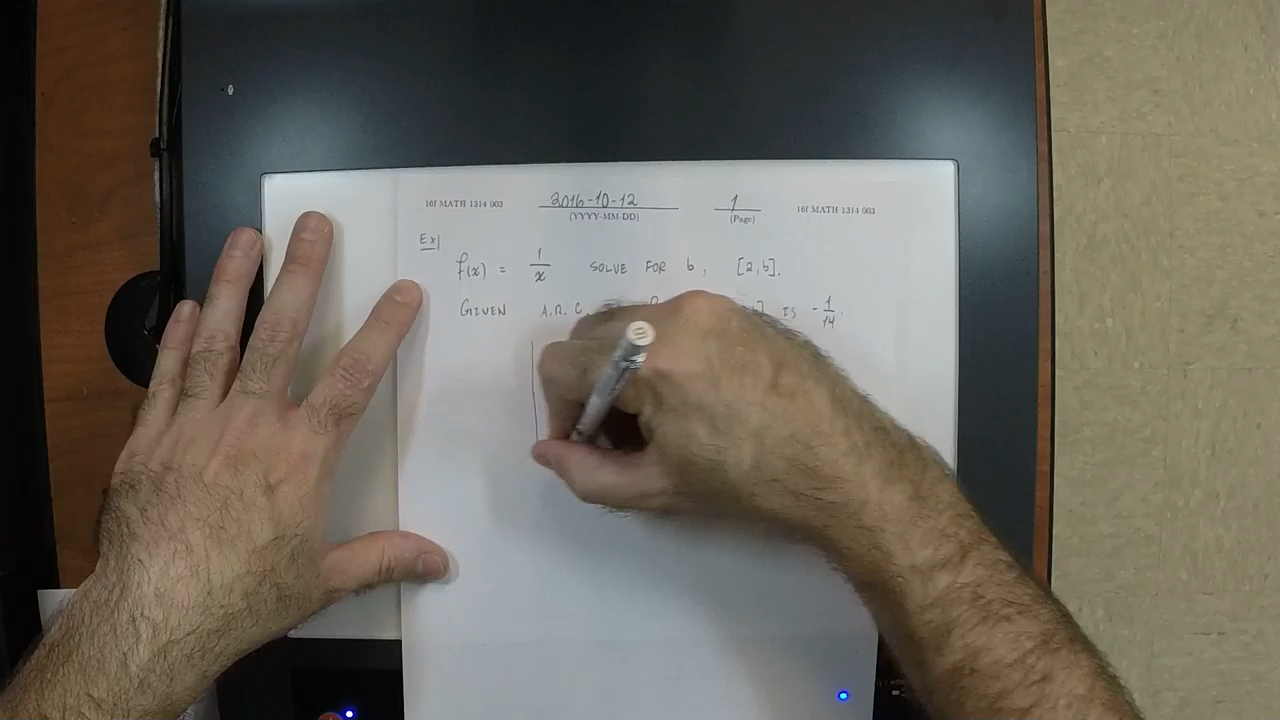 16f MATH 1314 003 2016-10-12 1 16f MATH 1314 003
(YYYY-MM-DD) (Page)
Ex
f(x) = 1/x SOLVE FOR b, [2,b].
GIVEN A.R.C. ] IS -1/14.